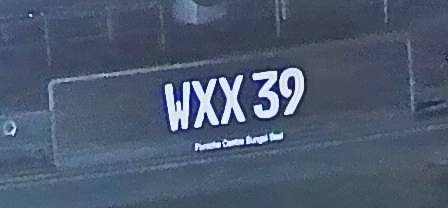 WXX 39
Porsche Centre Sungai Besi